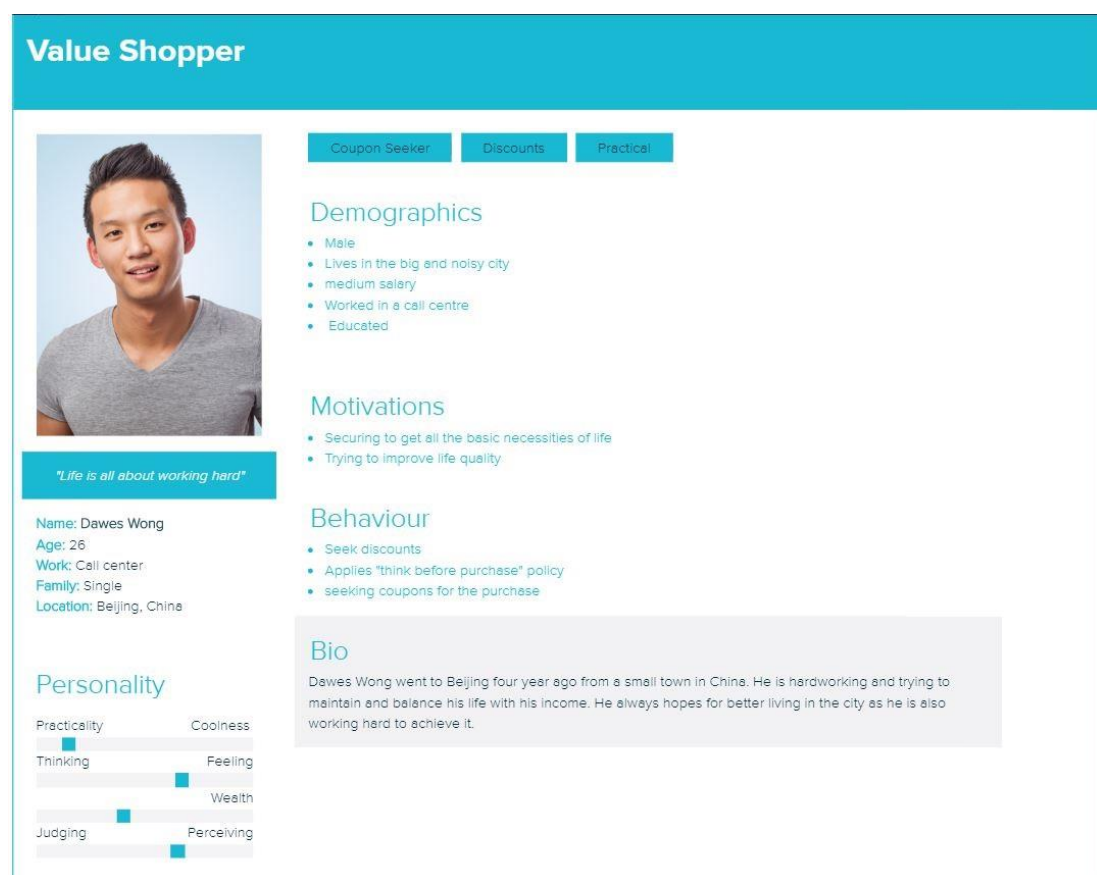 Value Shopper
Coupon Seeker Discounts Practical
Demographics
Male
Lives in the big and noisy city
medium salary
Worked in a call centre
Educated
Motivations
Securing to get all the basic necessities of life
Trying to improve life quality
"Life is all about working hard"
Behaviour
Seek discounts
Applies "think before purchase" policy
seeking coupons for the purchase
Name: Dawes Wong
Age: 26
Work: Call center
Family: Single
Location: Beijing, China
Bio
Dawes Wong went to Beijing four year ago from a small town in China. He is hardworking and trying to
maintain and balance his life with his income. He always hopes for better living in the city as he is also
working hard to achieve it.
Personality
Practicality Coolness
Thinking Feeling
Wealth
Judging Perceiving